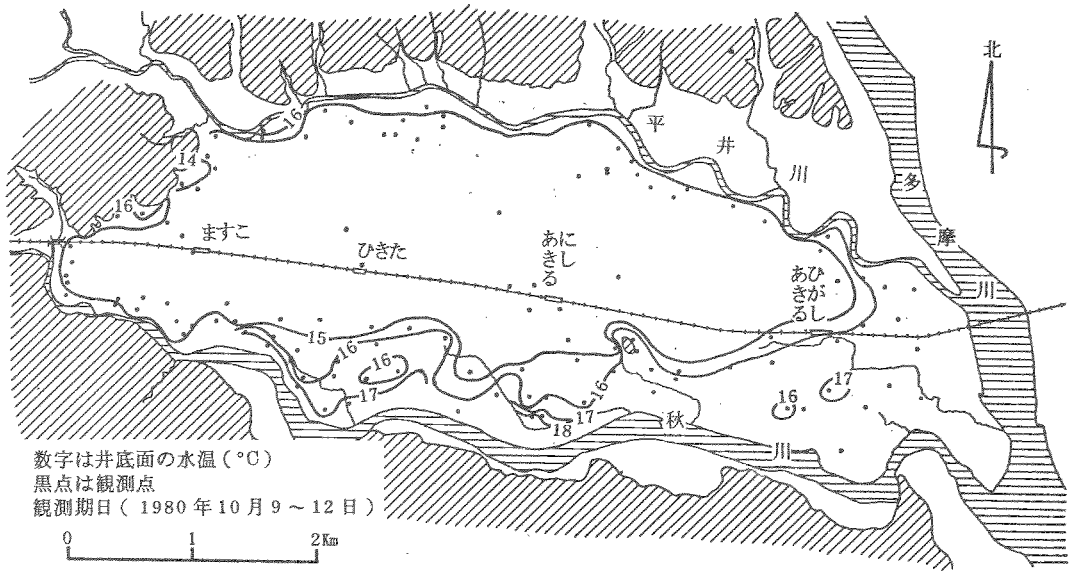 北
16
平
井
川
多
摩
川
14
16
ますこ
ひきた
にし
あきる
ひがし
あきる
15
16
16
17
16
17
18
秋
川
16
17
数字は井底面の水温(°C)
黒点は観測点
観測期日( 1980年10月9~12日)
0 1 2Km